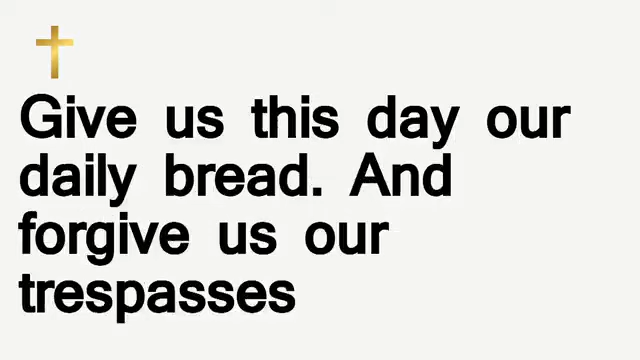 Give us this day our
daily bread. And
forgive us our
trespasses